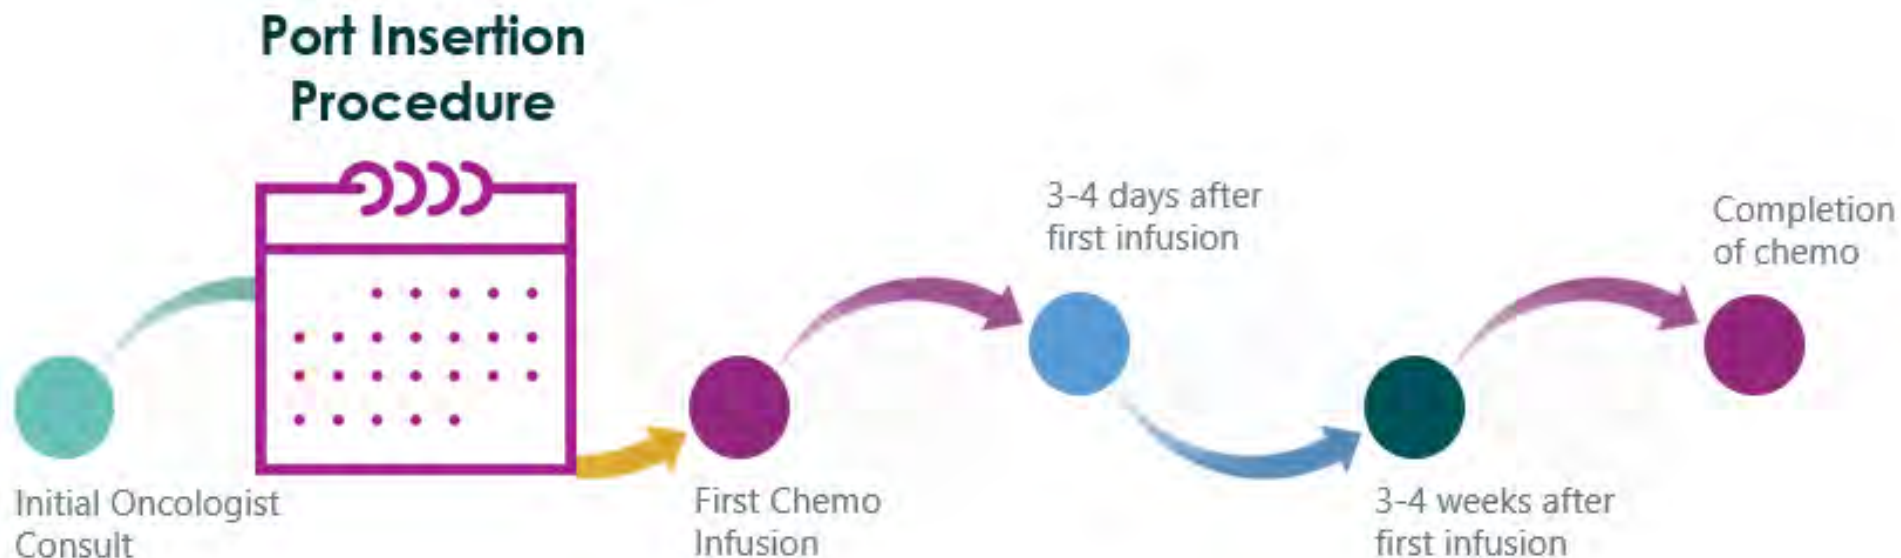 Port Insertion
Procedure
Initial Oncologist
Consult
First Chemo
Infusion
3-4 days after
first infusion
3-4 weeks after
first infusion
Completion
of chemo